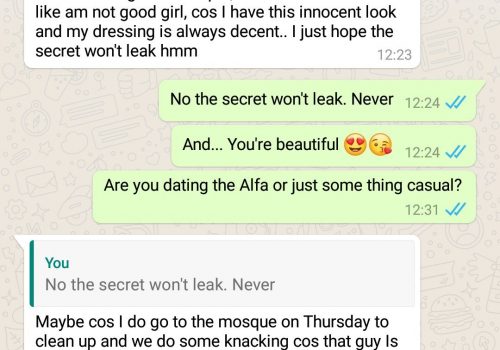 like am not good girl, cos I have this innocent look
and my dressing is always decent.. I just hope the
secret won't leak hmm
12:23
No the secret won't leak. Never 12:24
And... You're beautiful 😍😘 12:24
Are you dating the Alfa or just some thing casual?
12:31
You
No the secret won't leak. Never
Maybe cos I do go to the mosque on Thursday to
clean up and we do some knacking cos that guy Is